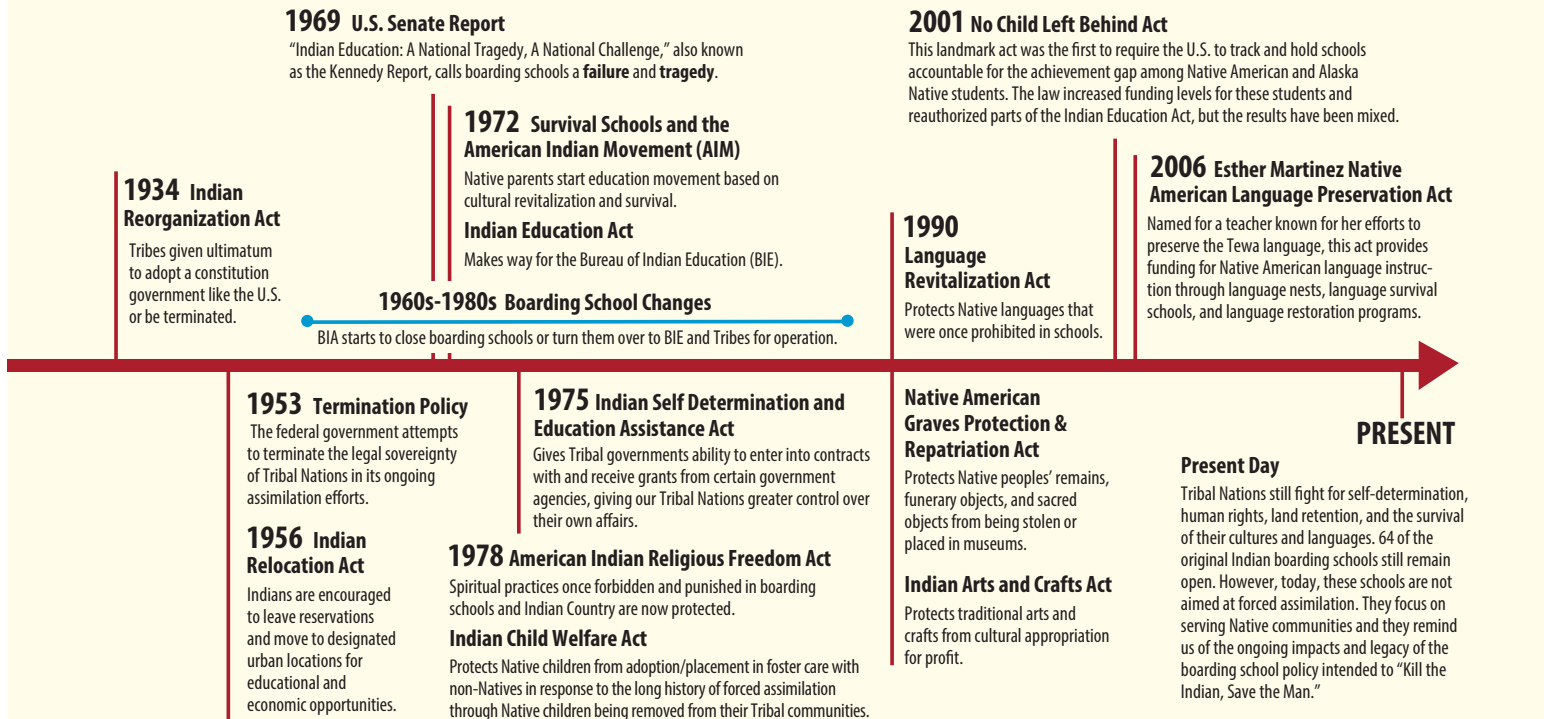 1969 U.S. Senate Report
“Indian Education: A National Tragedy, A National Challenge,” also known
as the Kennedy Report, calls boarding schools a failure and tragedy.
2001 No Child Left Behind Act
This landmark act was the first to require the U.S. to track and hold schools
accountable for the achievement gap among Native American and Alaska
Native students. The law increased funding levels for these students and
reauthorized parts of the Indian Education Act, but the results have been mixed.
1972 Survival Schools and the
American Indian Movement (AIM)
Native parents start education movement based on
cultural revitalization and survival.
Indian Education Act
Makes way for the Bureau of Indian Education (BIE).
1934 Indian
Reorganization Act
Tribes given ultimatum
to adopt a constitution
government like the U.S.
or be terminated.
2006 Esther Martinez Native
American Language Preservation Act
Named for a teacher known for her efforts to
preserve the Tewa language, this act provides
funding for Native American language instruc-
tion through language nests, language survival
schools, and language restoration programs.
1990
Language
Revitalization Act
Protects Native languages that
were once prohibited in schools.
1960s-1980s Boarding School Changes
BIA starts to close boarding schools or turn them over to BIE and Tribes for operation.
1953 Termination Policy
The federal government attempts
to terminate the legal sovereignty
of Tribal Nations in its ongoing
assimilation efforts.
1956 Indian
Relocation Act
Indians are encouraged
to leave reservations
and move to designated
urban locations for
educational and
economic opportunities.
1975 Indian Self Determination and
Education Assistance Act
Gives Tribal governments ability to enter into contracts
with and receive grants from certain government
agencies, giving our Tribal Nations greater control over
their own affairs.
1978 American Indian Religious Freedom Act
Spiritual practices once forbidden and punished in boarding
schools and Indian Country are now protected.
Indian Child Welfare Act
Protects Native children from adoption/placement in foster care with
non-Natives in response to the long history of forced assimilation
through Native children being removed from their Tribal communities.
Native American
Graves Protection &
Repatriation Act
Protects Native peoples’ remains,
funerary objects, and sacred
objects from being stolen or
placed in museums.
Indian Arts and Crafts Act
Protects traditional arts and
crafts from cultural appropriation
for profit.
PRESENT
Present Day
Tribal Nations still fight for self-determination,
human rights, land retention, and the survival
of their cultures and languages. 64 of the
original Indian boarding schools still remain
open. However, today, these schools are not
aimed at forced assimilation. They focus on
serving Native communities and they remind
us of the ongoing impacts and legacy of the
boarding school policy intended to “Kill the
Indian, Save the Man.”